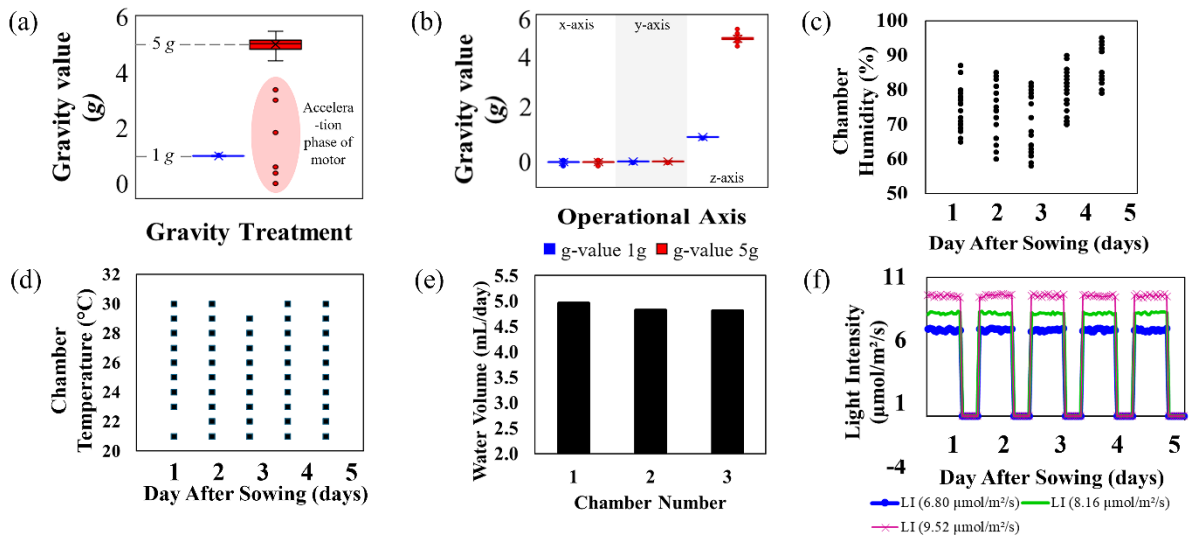 (a)
Gravity value
(g)
6
5 g
4
2
1 g
0
Accelera
-tion
phase of
motor
Gravity Treatment
(b)
Gravity value
(g)
6
4
2
0
x-axis
y-axis
z-axis
Operational Axis
g-value 1g
g-value 5g
(c)
Chamber
Humidity (%)
100
90
80
70
60
50
1 2 3 4 5
Day After Sowing (days)
(d)
Chamber
Temperature (°C)
32
30
28
26
24
22
20
1 2 3 4 5
Day After Sowing (days)
(e)
Water Volume (mL/day)
5.5
5.0
4.5
4.0
3.5
3.0
2.5
2.0
1 2 3
Chamber Number
(f)
Light Intensity
(μmol/m²/s)
11
6
1
-4
1 2 3 4 5
Day After Sowing (days)
LI (6.80 μmol/m²/s)
LI (8.16 μmol/m²/s)
LI (9.52 μmol/m²/s)